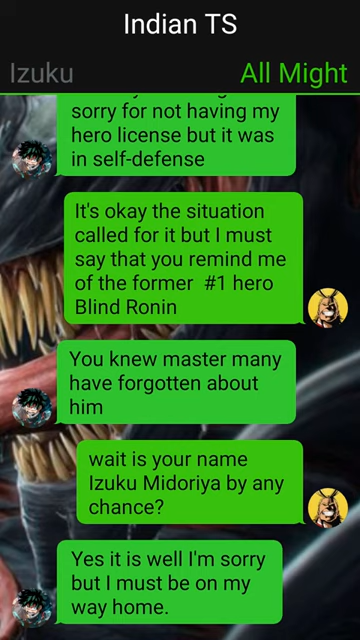 Indian TS
Izuku
All Might
sorry for not having my
hero license but it was
in self-defense
It's okay the situation
called for it but I must
say that you remind me
of the former #1 hero
Blind Ronin
You knew master many
have forgotten about
him
wait is your name
Izuku Midoriya by any
chance?
Yes it is well I'm sorry
but I must be on my
way home.